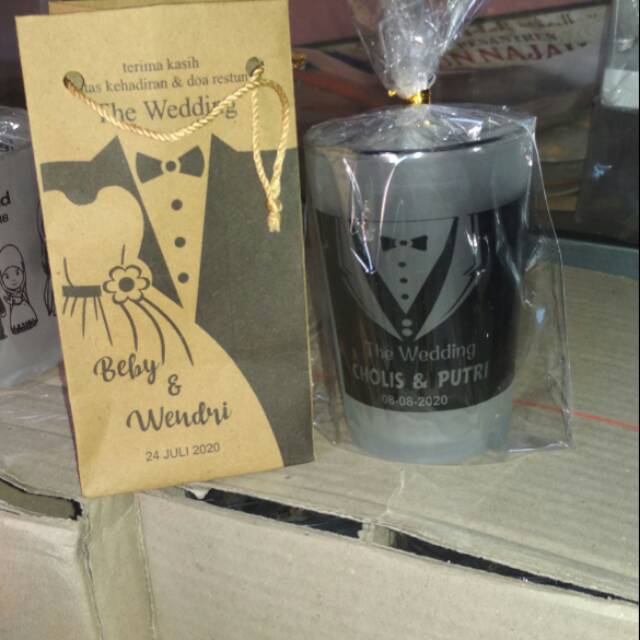 terima kasih
atas kehadiran & doa restun
The Wedding
Beby
&
Wendri
24 JULI 2020
The Wedding
CHOLIS & PUTRI
08-08-2020